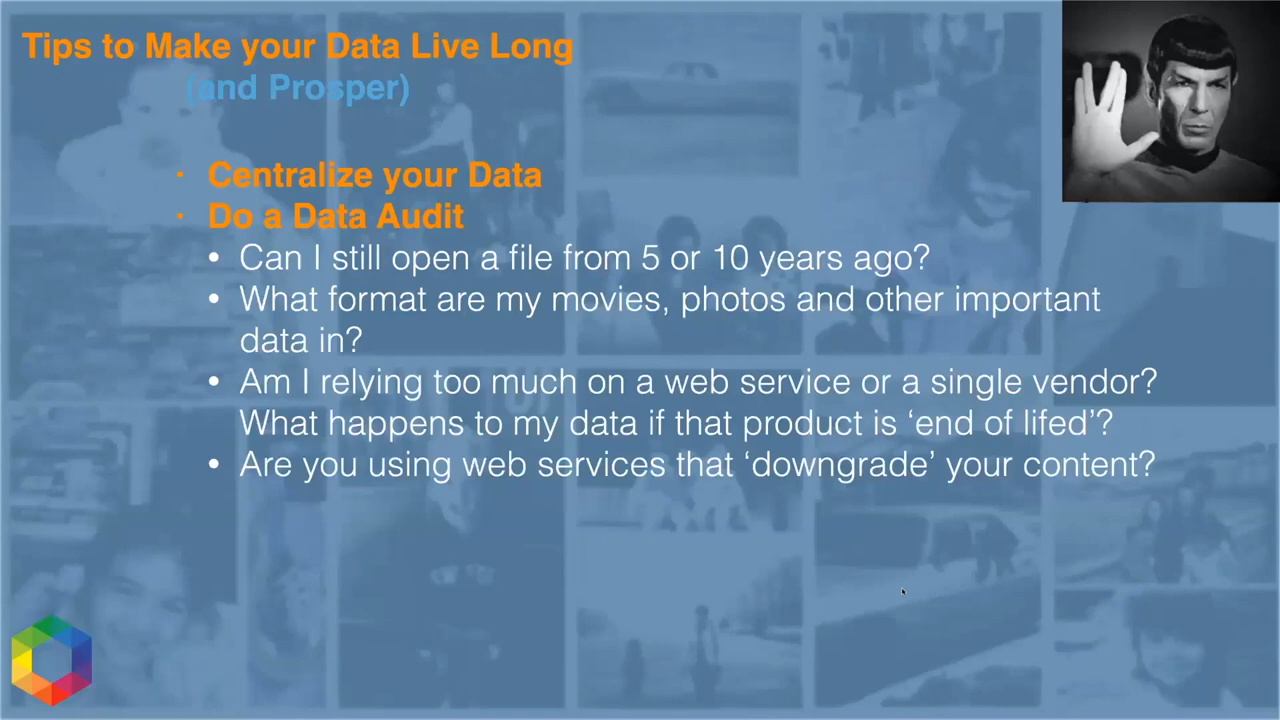 Tips to Make your Data Live Long
(and Prosper)
· Centralize your Data
· Do a Data Audit
• Can I still open a file from 5 or 10 years ago?
• What format are my movies, photos and other important
data in?
• Am I relying too much on a web service or a single vendor?
What happens to my data if that product is ‘end of lifed’?
• Are you using web services that ‘downgrade’ your content?